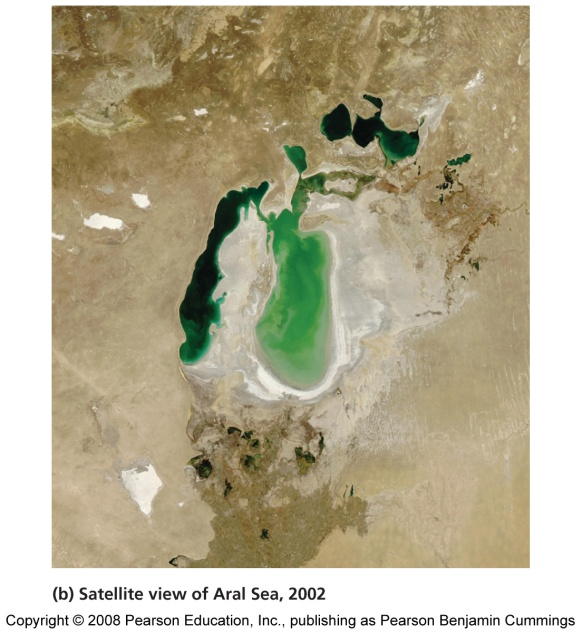 (b) Satellite view of Aral Sea, 2002
Copyright © 2008 Pearson Education, Inc., publishing as Pearson Benjamin Cummings